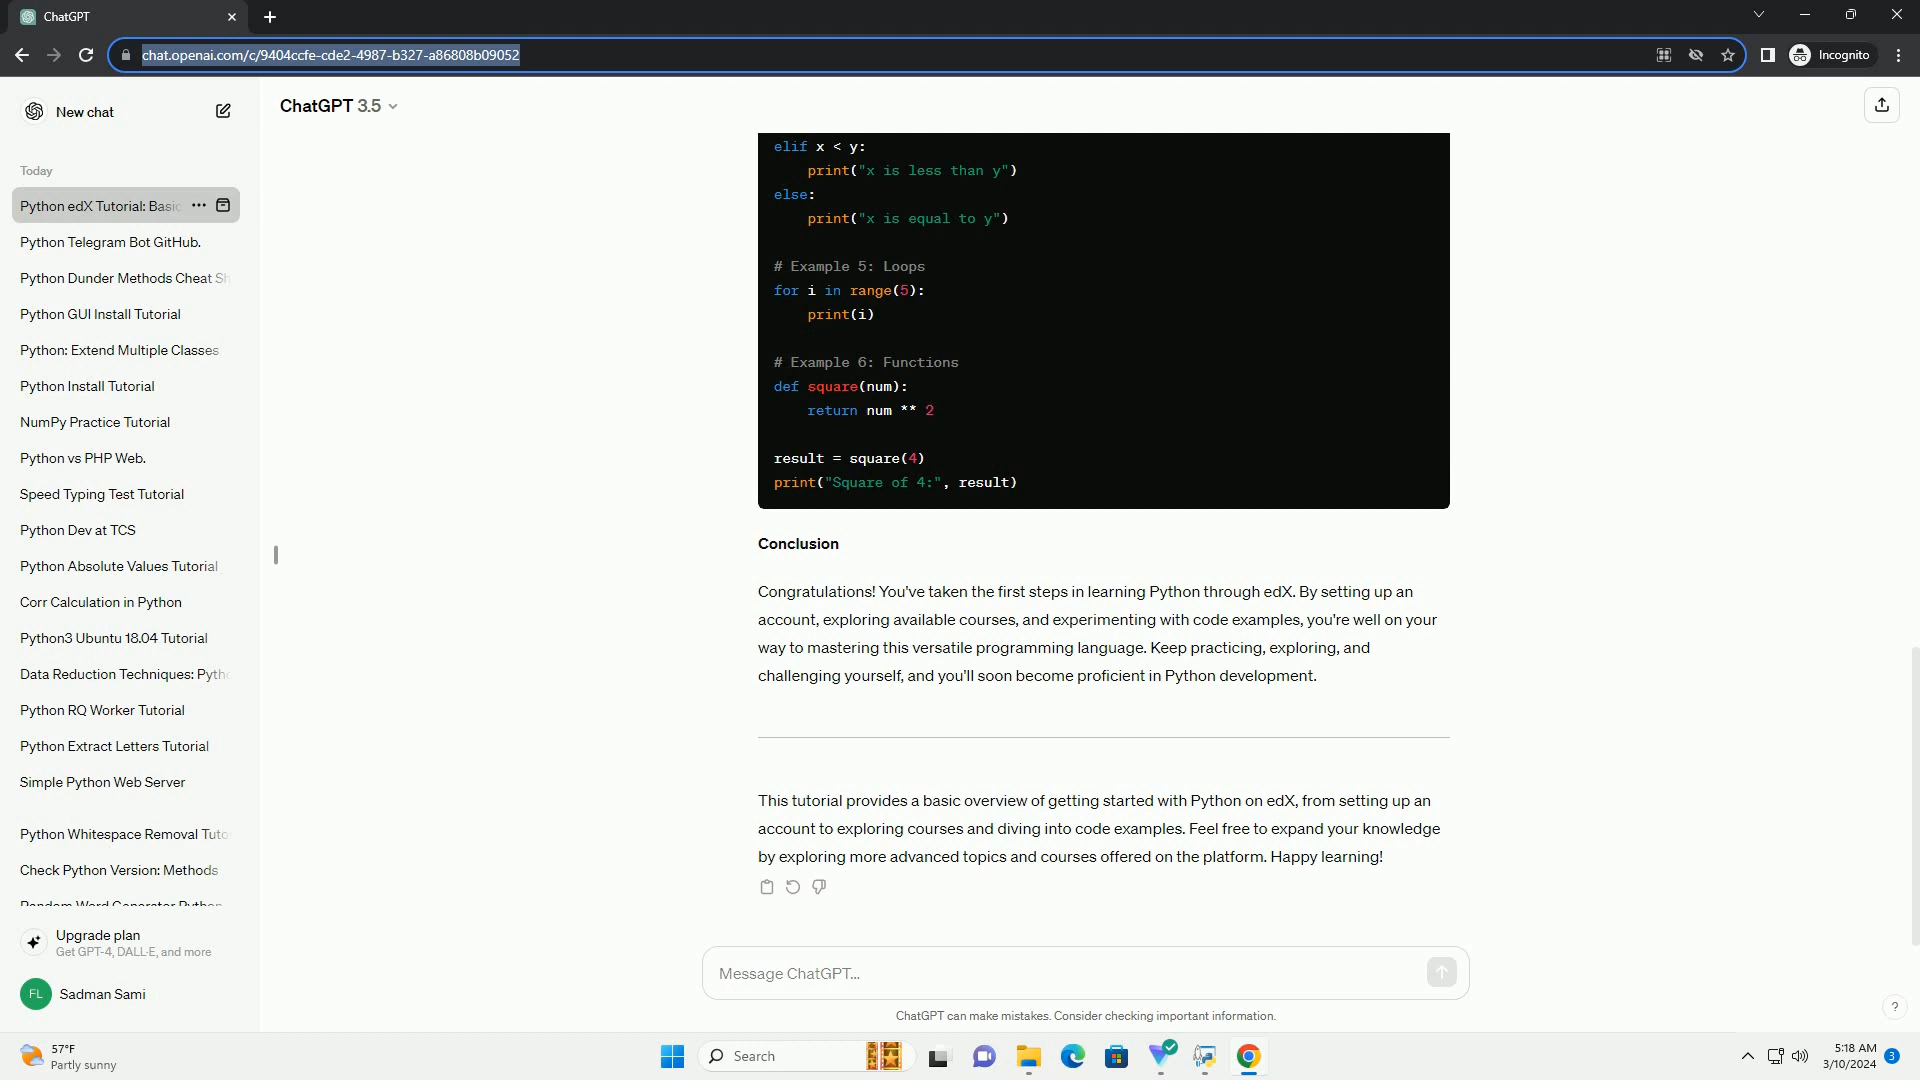 ChatGPT
chat.openai.com/c/9404ccfe-cde2-4987-b327-a86808b09052
Incognito
New chat
ChatGPT 3.5
Today
Python edX Tutorial: Basic
Python Telegram Bot GitHub.
Python Dunder Methods Cheat Sh
Python GUI Install Tutorial
Python: Extend Multiple Classes
Python Install Tutorial
NumPy Practice Tutorial
Python vs PHP Web.
Speed Typing Test Tutorial
Python Dev at TCS
Python Absolute Values Tutorial
Corr Calculation in Python
Python3 Ubuntu 18.04 Tutorial
Data Reduction Techniques: Pytho
Python RQ Worker Tutorial
Python Extract Letters Tutorial
Simple Python Web Server
Python Whitespace Removal Tuto
Check Python Version: Methods
Random Word Generator Python
Upgrade plan
Get GPT-4, DALL·E, and more
FL
Sadman Sami
elif x < y:
print("x is less than y")
else:
print("x is equal to y")
# Example 5: Loops
for i in range(5):
print(i)
# Example 6: Functions
def square(num):
return num ** 2
result = square(4)
print("Square of 4:", result)
Conclusion
Congratulations! You've taken the first steps in learning Python through edX. By setting up an
account, exploring available courses, and experimenting with code examples, you're well on your
way to mastering this versatile programming language. Keep practicing, exploring, and
challenging yourself, and you'll soon become proficient in Python development.
This tutorial provides a basic overview of getting started with Python on edX, from setting up an
account to exploring courses and diving into code examples. Feel free to expand your knowledge
by exploring more advanced topics and courses offered on the platform. Happy learning!
Message ChatGPT...
ChatGPT can make mistakes. Consider checking important information.
?
57°F
Partly sunny
Search
5:18 AM
3/10/2024
3